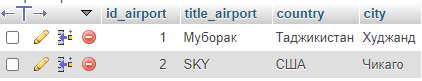 id_airport title_airport country city
1 Муборак Таджикистан Худжанд
2 SKY США Чикаго